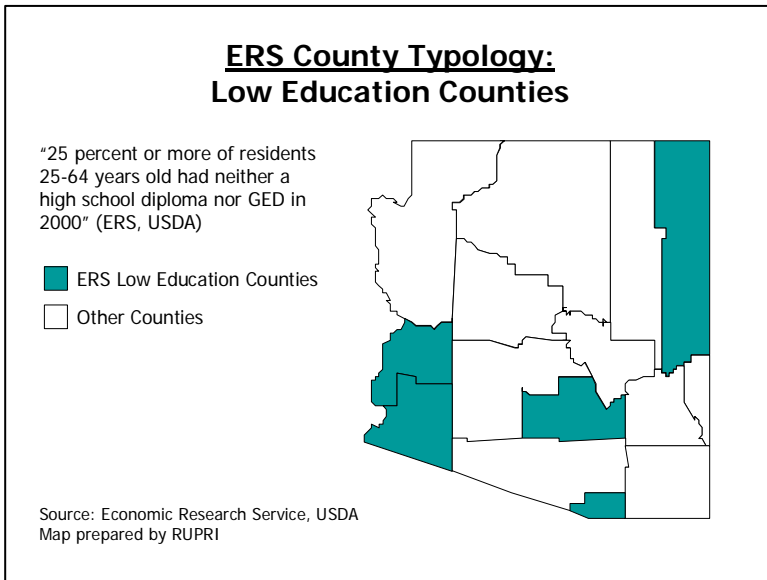 ERS County Typology:
Low Education Counties
"25 percent or more of residents
25-64 years old had neither a
high school diploma nor GED in
2000" (ERS, USDA)
ERS Low Education Counties
Other Counties
Source: Economic Research Service, USDA
Map prepared by RUPRI